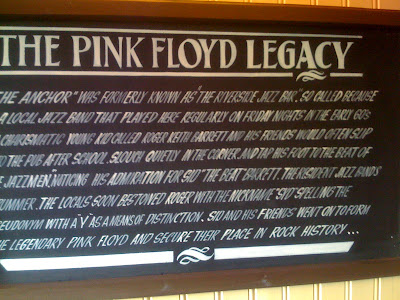 THE PINK FLOYD LEGACY
THE ANCHOR" WAS FORMERLY KNOWN AS "THE RIVERSIDE JAZZ BAR", SO CALLED BECAUSE
A LOCAL JAZZ BAND THAT PLAYED HERE REGULARLY ON FRIDAY NIGHTS IN THE EARLY 60'S
CHARISMATIC YOUNG KID CALLED ROGER KEITH BARRETT AND HIS FRIENDS WOULD OFTEN SLIP
TO THE PUB AFTER SCHOOL, SLOUCH QUIETLY IN THE CORNER AND TAP HIS FOOT TO THE BEAT OF
E JAZZMEN, NOTICING HIS ADMIRATION FOR SID "THE BEAT" BARRETT, THE RESIDENT JAZZ BAND'S
RUMMER, THE LOCALS SOON BESTOWED ROGER WITH THE NICKNAME 'SYD' SPELLING THE
EUDONYM WITH A 'Y' AS A MEANS OF DISTINCTION. SYD AND HIS FRIENDS WENT ON TO FORM
HE LEGENDARY PINK FLOYD AND SECURE THEIR PLACE IN ROCK HISTORY...